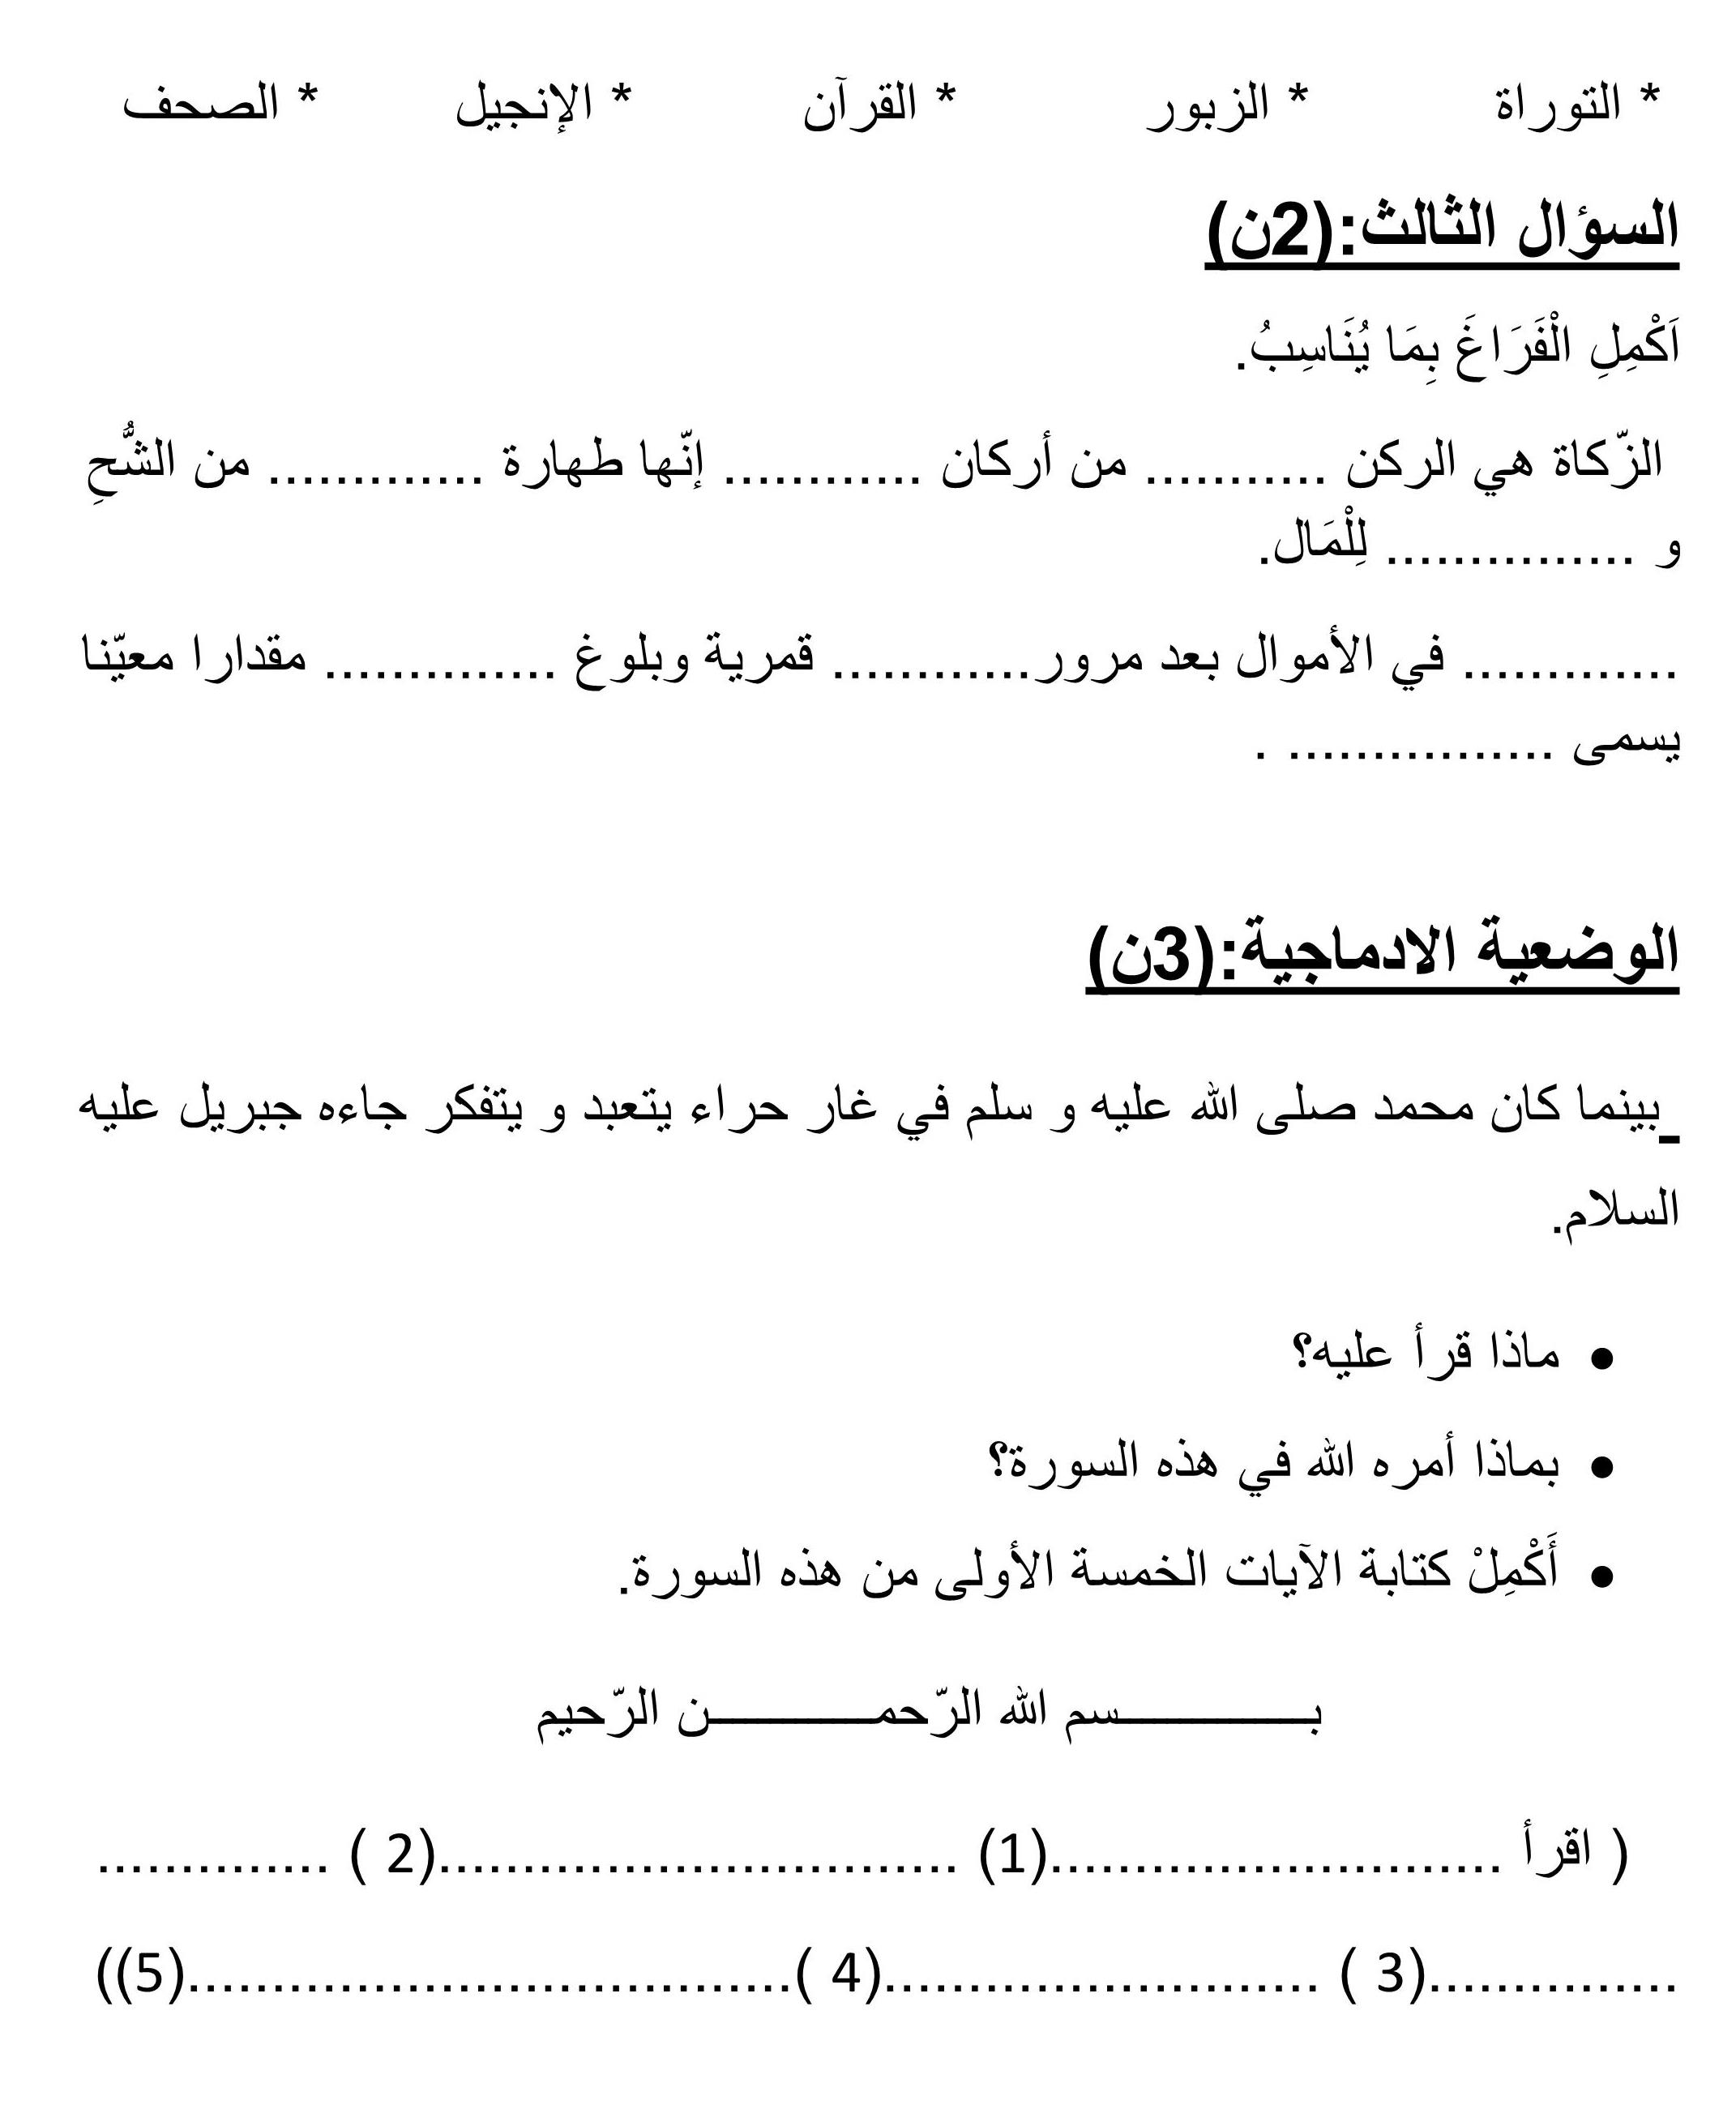 * التوراة * الزبور * القرآن * الإنجيل * الصحف
السؤال الثالث:(2ن)
اَكْمِلِ الْفَرَاغَ بِمَا يُنَاسِبُ.
الزّكاة هي الركن ........... من أركان ............ إنّها طهارة ............. من الشُّحِ
و ............... لِلْمَال.
............. في الأموال بعد مرور............ قمرية وبلوغ .............. مقدارا معيّنا
يسمى ................ .
الوضعية الادماجية:(3ن)
بينما كان محمد صلى الله عليه و سلم في غار حراء يتعبد و يتفكر جاءه جبريل عليه
السلام.
• ماذا قرأ عليه؟
• بماذا أمره الله في هذه السورة؟
• أَكْمِلْ كتابة الآيات الخمسة الأولى من هذه السورة.
بـــــــــــسم الله الرّحمــــــــــن الرّحيم
( اقرأ ...........................(1) ...............................(2 ) ..............
...............(3 ) ..........................(4 )....................................(5))